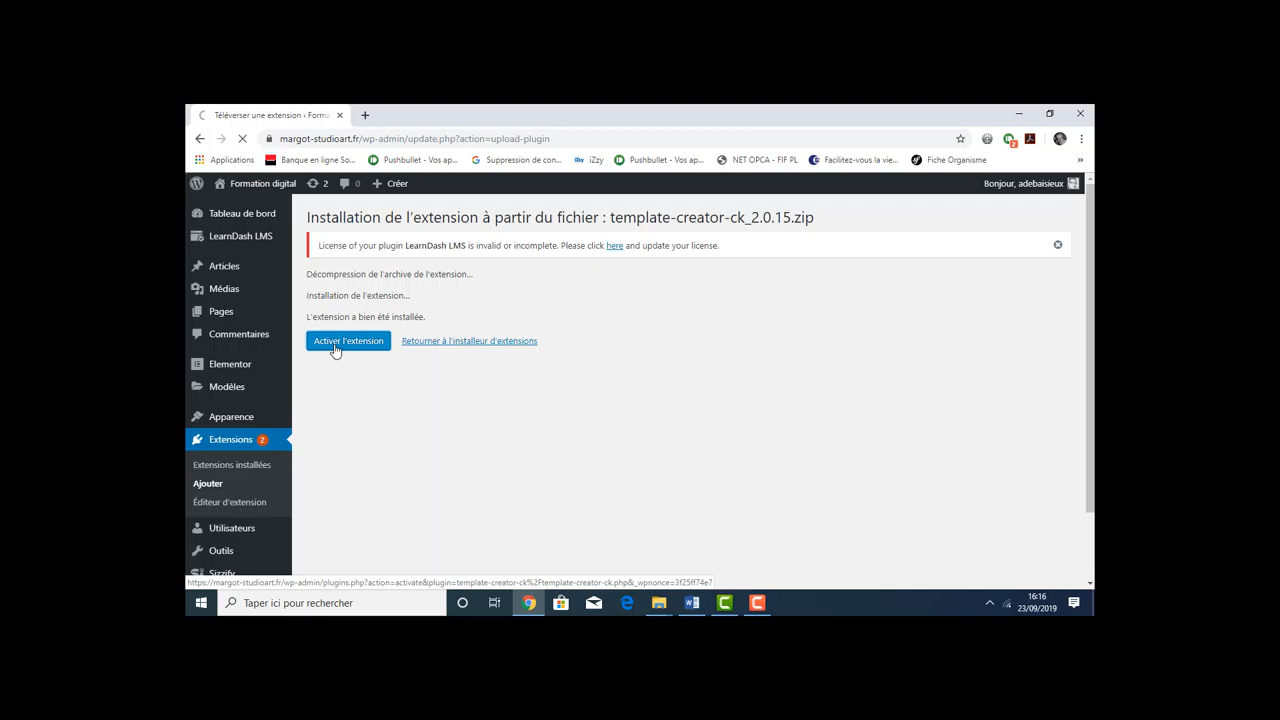 Téléverser une extension ‹ Forma
margot-studioart.fr/wp-admin/update.php?action=upload-plugin
2
Applications
Banque en ligne So...
Pushbullet - Vos ap...
Suppression de con...
iZzy
Pushbullet - Vos ap...
NET OPCA - FIF PL
Facilitez-vous la vie...
Fiche Organisme
»
Formation digital
2
0
Créer
Bonjour, adebaisieux
Tableau de bord
LearnDash LMS
Articles
Médias
Pages
Commentaires
Elementor
Modèles
Apparence
Extensions 2
Extensions installées
Ajouter
Éditeur d'extension
Utilisateurs
Outils
Sizzify
Installation de l’extension à partir du fichier : template-creator-ck_2.0.15.zip
License of your plugin LearnDash LMS is invalid or incomplete. Please click here and update your license.
Décompression de l'archive de l'extension...
Installation de l'extension...
L'extension a bien été installée.
Activer l'extension
Retourner à l'installeur d'extensions
https://margot-studioart.fr/wp-admin/plugins.php?action=activate&plugin=template-creator-ck%2Ftemplate-creator-ck.php&_wpnonce=3f25ff74e7
Taper ici pour rechercher
16:16
23/09/2019